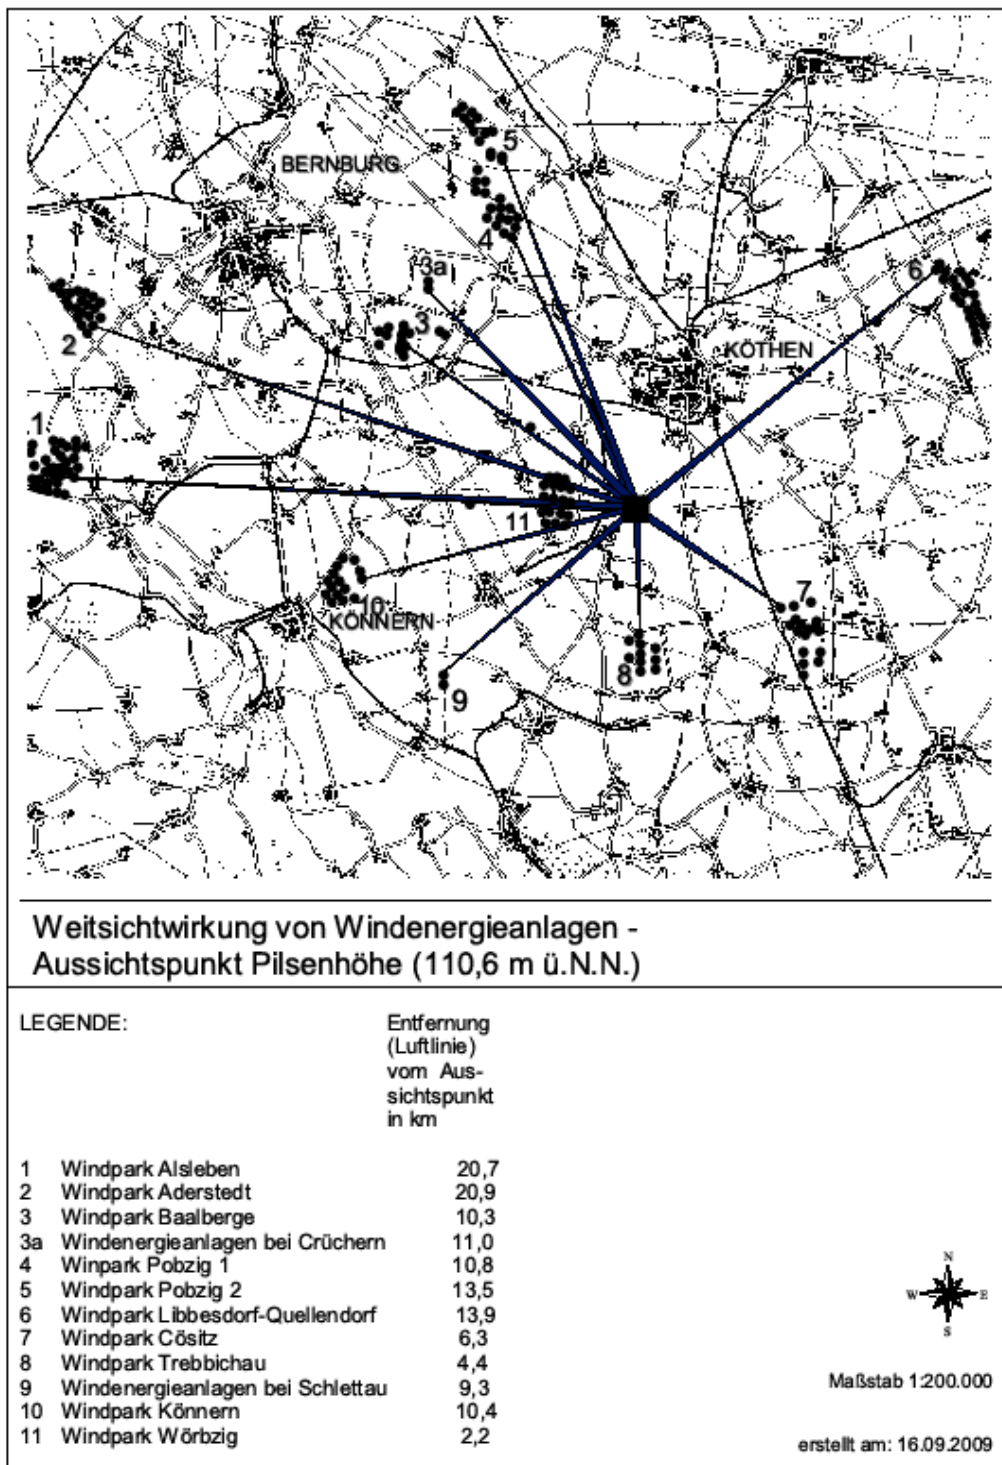 BERNBURG
5
4
3a
3
6
2
KÖTHEN
1
11
10
KÖNNERN
7
8
9
Weitsichtwirkung von Windenergieanlagen -
Aussichtspunkt Pilsenhöhe (110,6 m ü.N.N.)
LEGENDE:
Entfernung
(Luftlinie)
vom Aus-
sichtspunkt
in km
1 Windpark Alsleben 20,7
2 Windpark Aderstedt 20,9
3 Windpark Baalberge 10,3
3a Windenergieanlagen bei Crüchern 11,0
4 Winpark Pobzig 1 10,8
5 Windpark Pobzig 2 13,5
6 Windpark Libbesdorf-Quellendorf 13,9
7 Windpark Cösitz 6,3
8 Windpark Trebbichau 4,4
9 Windenergieanlagen bei Schlettau 9,3
10 Windpark Könnern 10,4
11 Windpark Wörbzig 2,2
N
W E
S
Maßstab 1:200.000
erstellt am: 16.09.2009